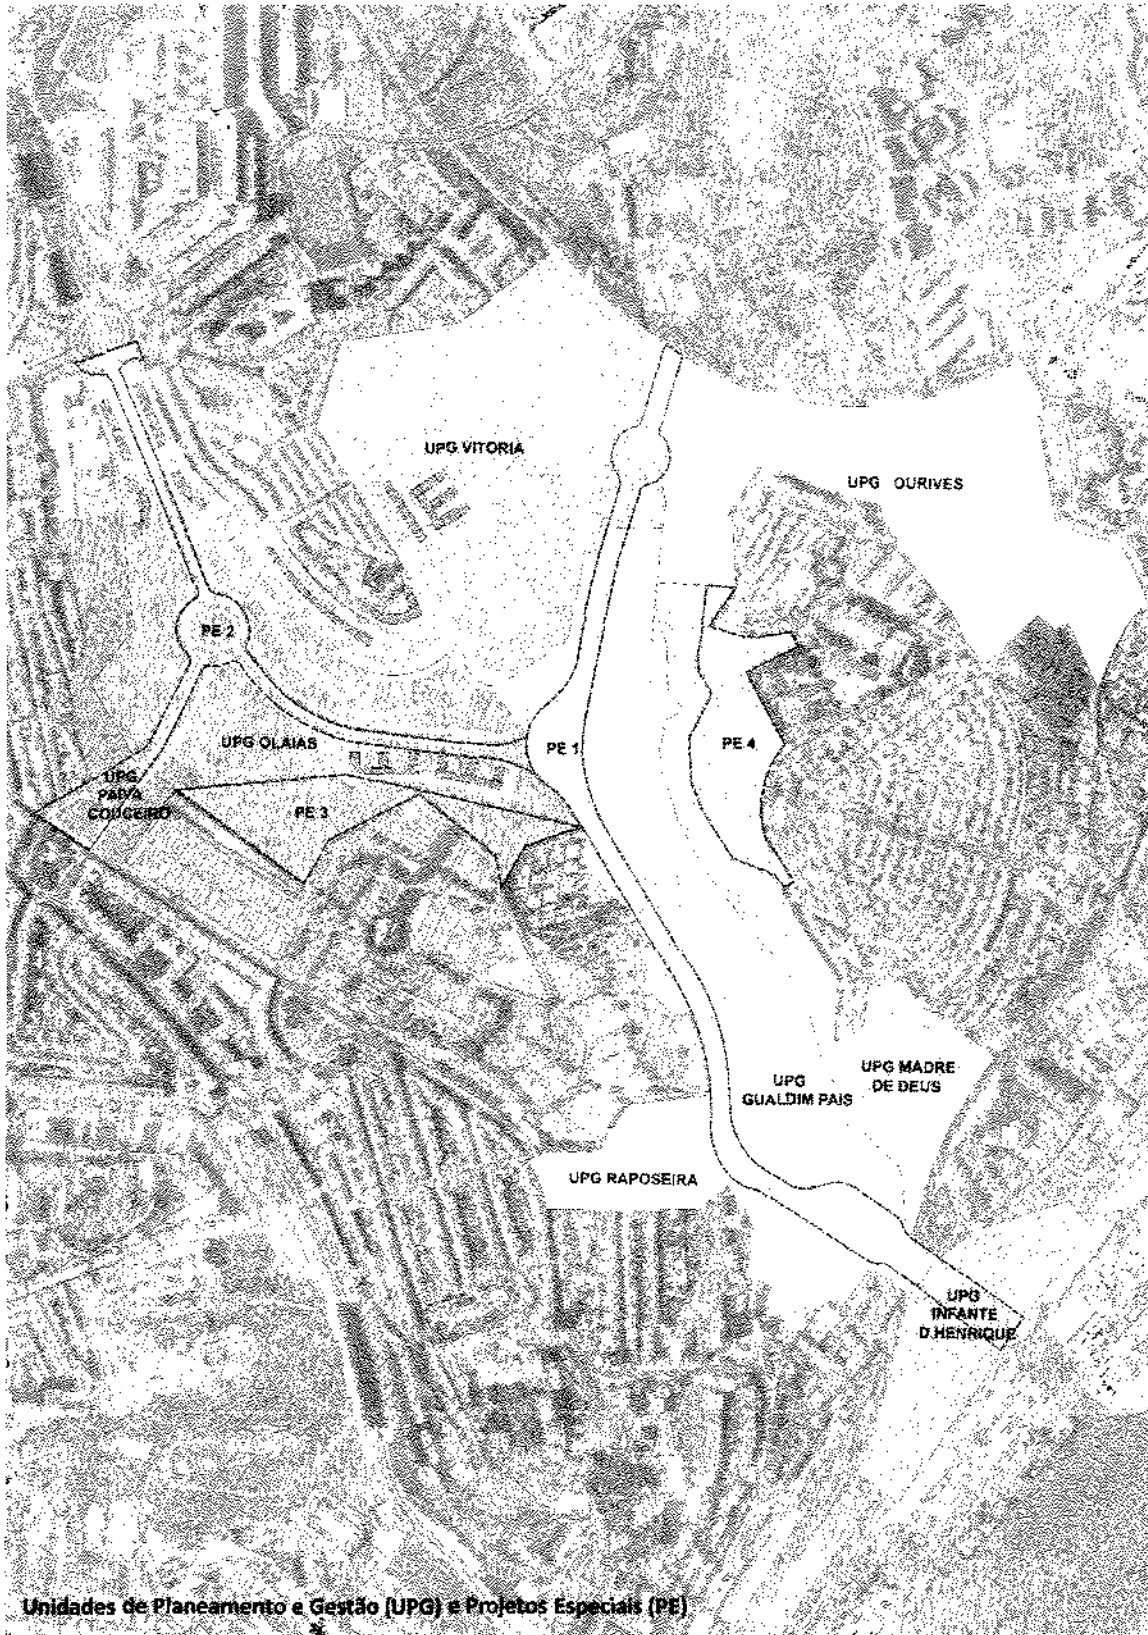 UPG VITORIA
UPG OURIVES
PE 2
UPG OLAIAS
PE 1
PE 4
UPG
PAIVA
COUCEIRO
PE 3
UPG
GUALDIM PAIS
UPG MADRE
DE DEUS
UPG RAPOSEIRA
UPG
INFANTE
D HENRIQUE
Unidades de Planeamento e Gestão (UPG) e Projetos Especiais (PE)